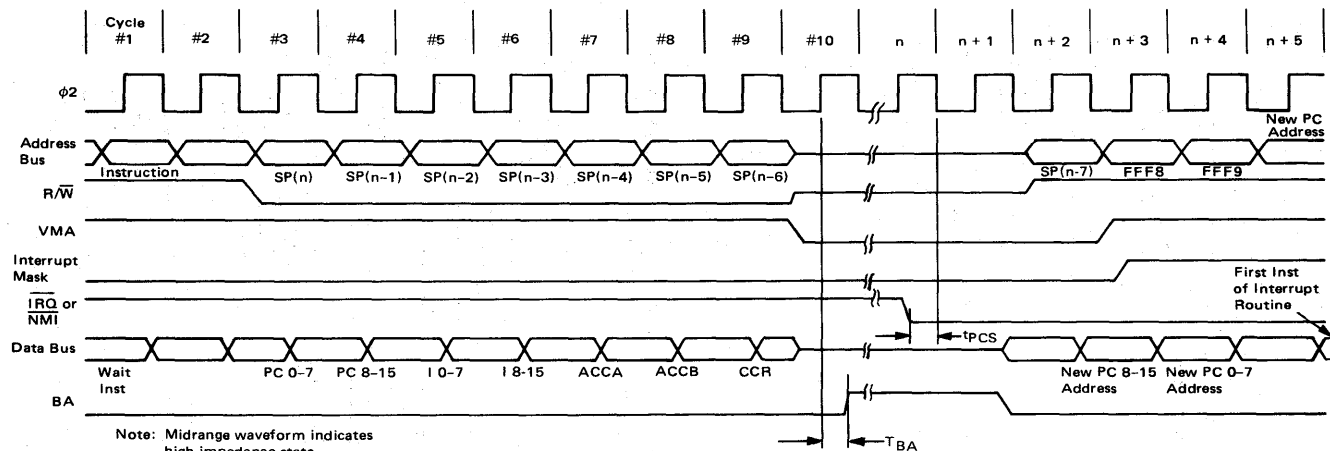 Cycle
#1 #2 #3 #4 #5 #6 #7 #8 #9 #10 n n + 1 n + 2 n + 3 n + 4 n + 5
φ2
New PC
Address
Address
Bus
Instruction SP(n) SP(n-1) SP(n-2) SP(n-3) SP(n-4) SP(n-5) SP(n-6) SP(n-7) FFF8 FFF9
R/W̅
VMA
Interrupt
Mask
First Inst
of Interrupt
Routine
I̅R̅Q̅ or
N̅M̅I̅
tPCS
Data Bus
Wait
Inst
PC 0-7 PC 8-15 I 0-7 I 8-15 ACCA ACCB CCR
New PC 8-15
Address
New PC 0-7
Address
BA
TBA
Note: Midrange waveform indicates
high impedance state